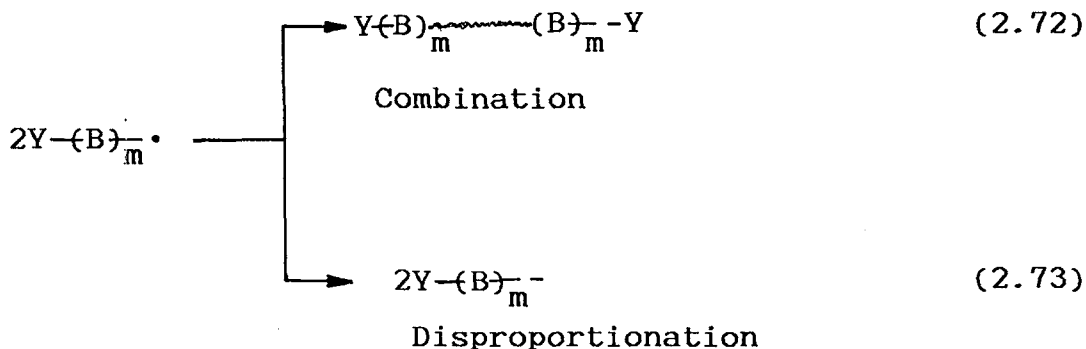 Y-(B)m~~~~(B)m--Y (2.72)
Combination
2Y-(B)m-•
2Y-(B)m-- (2.73)
Disproportionation